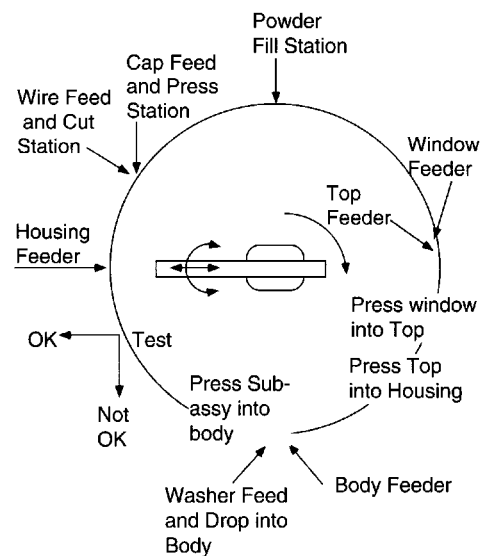 Powder
Fill Station
Cap Feed
and Press
Station
Wire Feed
and Cut
Station
Window
Feeder
Top
Feeder
Housing
Feeder
Press window
into Top
OK
Test
Press Top
into Housing
Not
OK
Press Sub-
assy into
body
Washer Feed
and Drop into
Body
Body Feeder